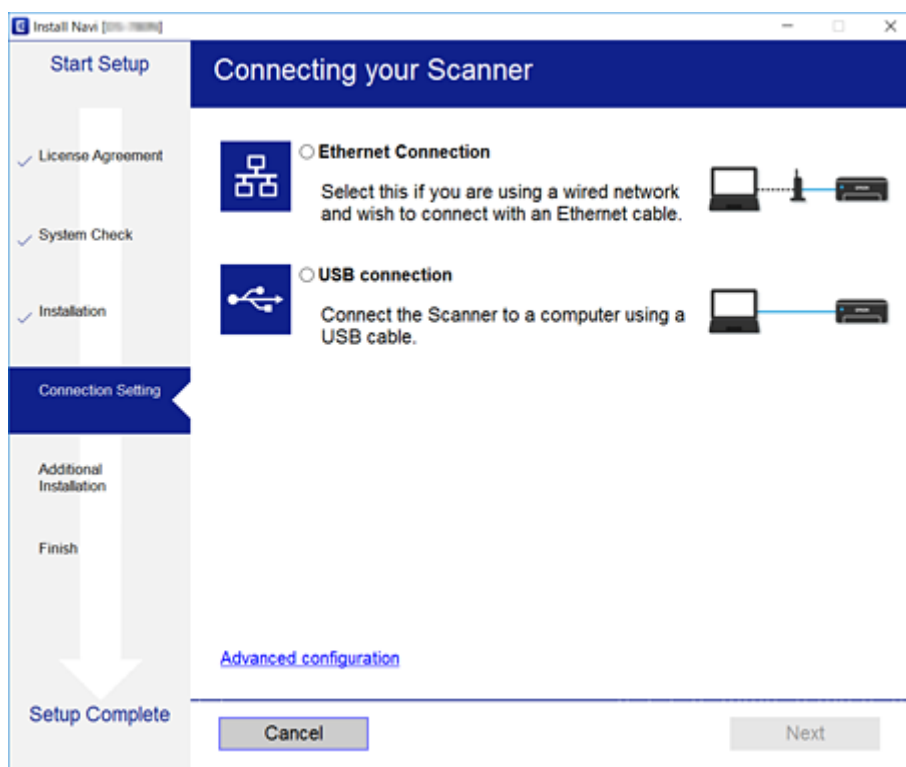 Install Navi
Start Setup
Connecting your Scanner
License Agreement
System Check
Installation
Connection Setting
Additional
Installation
Finish
Setup Complete
Ethernet Connection
Select this if you are using a wired network
and wish to connect with an Ethernet cable.
USB connection
Connect the Scanner to a computer using a
USB cable.
Advanced configuration
Cancel
Next